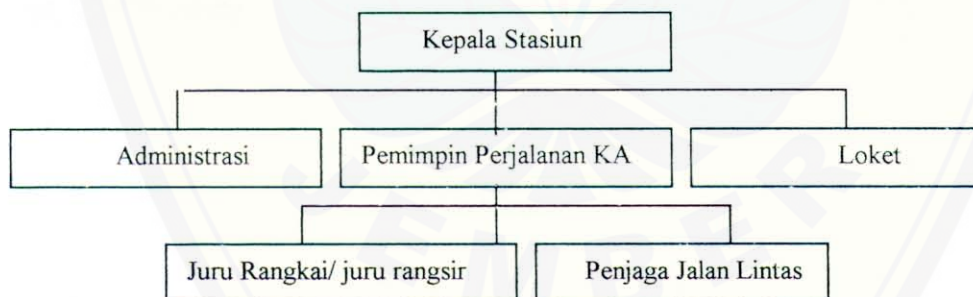 Kepala Stasiun
Administrasi
Pemimpin Perjalanan KA
Loket
Juru Rangkai/ juru rangsir
Penjaga Jalan Lintas